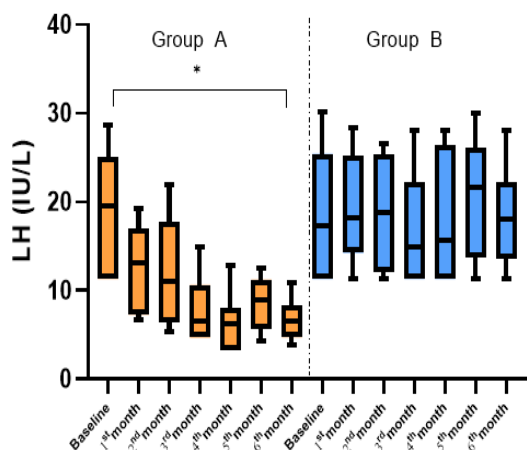 Group A
Group B
*
LH (IU/L)
40
30
20
10
0
Baseline
1st month
2nd month
3rd month
4th month
5th month
6th month
Baseline
1st month
2nd month
3rd month
4th month
5th month
6th month